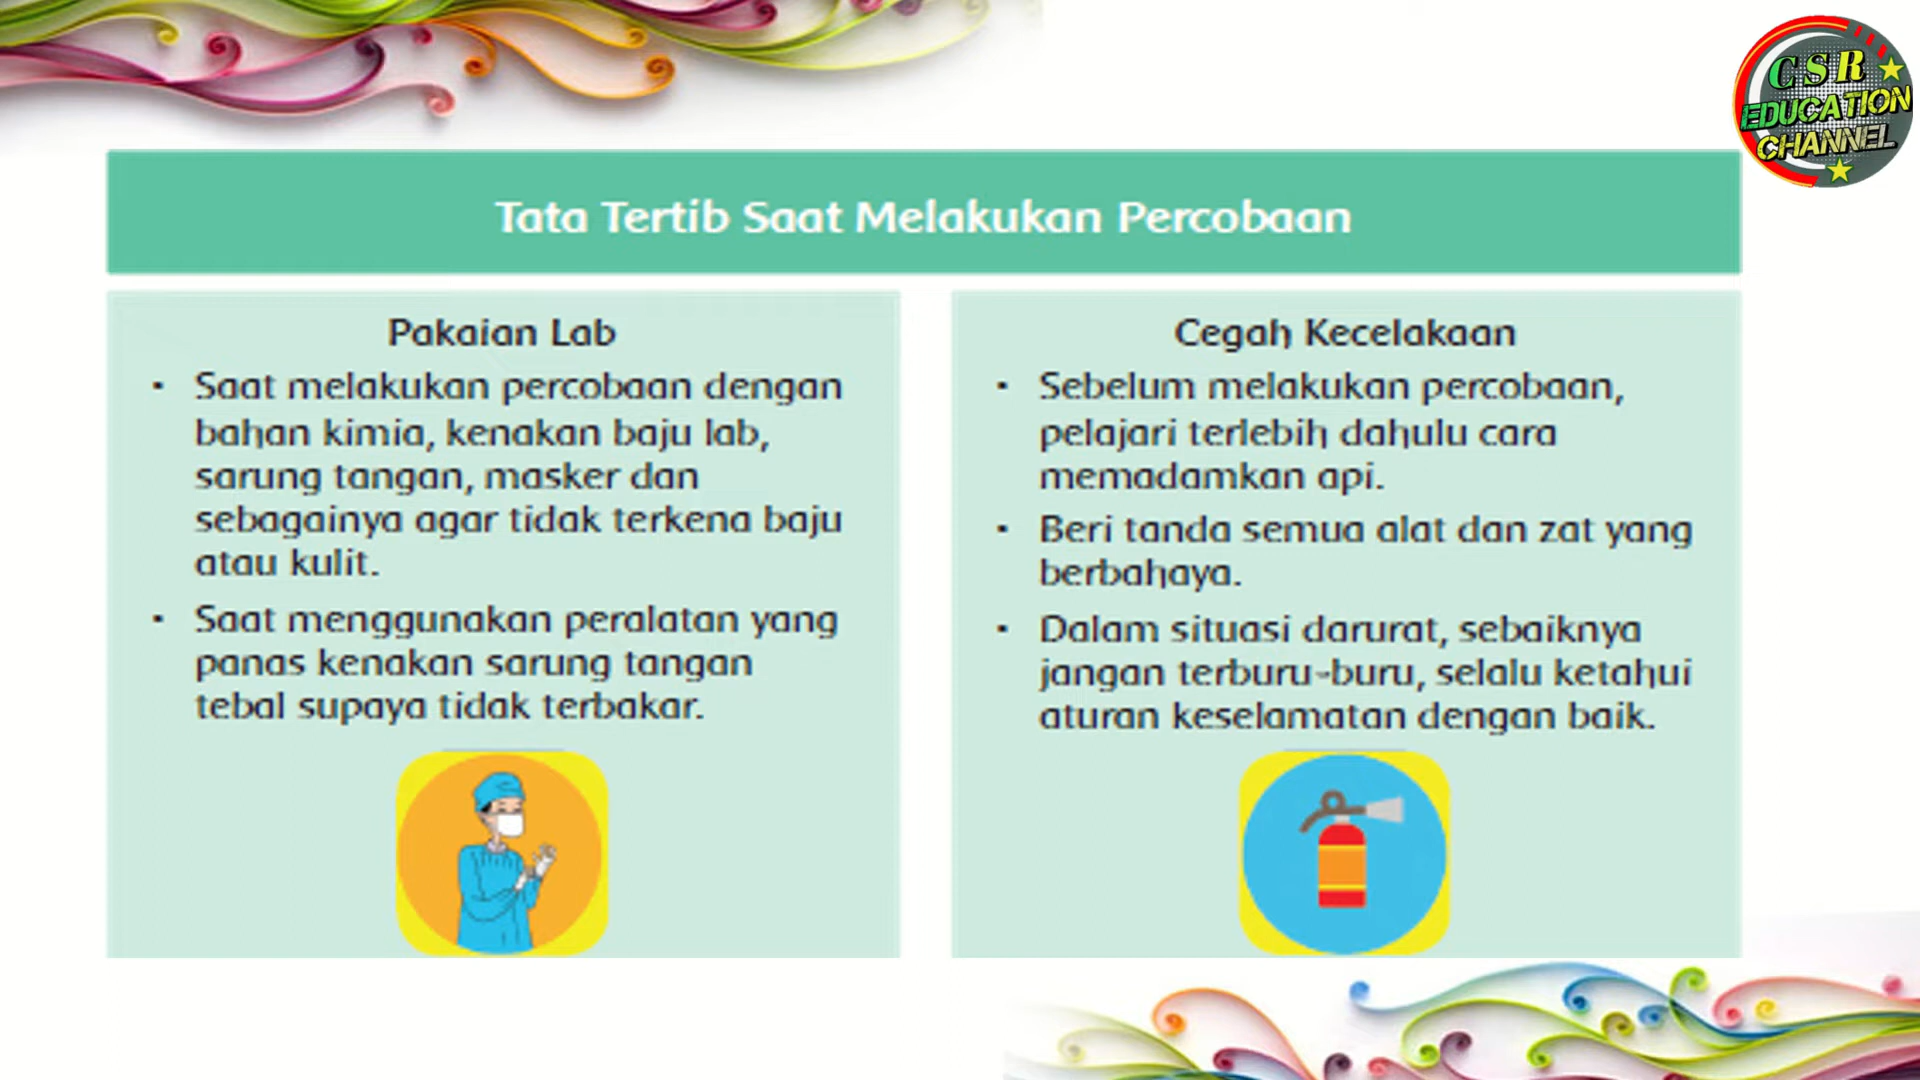 CSR
EDUCATION
CHANNEL
Tata Tertib Saat Melakukan Percobaan
Pakaian Lab
• Saat melakukan percobaan dengan
bahan kimia, kenakan baju lab,
sarung tangan, masker dan
sebagainya agar tidak terkena baju
atau kulit.
• Saat menggunakan peralatan yang
panas kenakan sarung tangan
tebal supaya tidak terbakar.
Cegah Kecelakaan
• Sebelum melakukan percobaan,
pelajari terlebih dahulu cara
memadamkan api.
• Beri tanda semua alat dan zat yang
berbahaya.
• Dalam situasi darurat, sebaiknya
jangan terburu-buru, selalu ketahui
aturan keselamatan dengan baik.